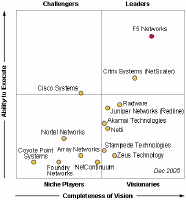 Challengers
Leaders
F5 Networks
Citrix Systems (NetScaler)
Cisco Systems
Radware
Juniper Networks (Redline)
Akamai Technologies
NetIi
Nortel Networks
Stampede Technologies
Array Networks
Zeus Technology
Coyote Point
Systems
Foundry
Networks
NetContinuum
Dec 2005
Niche Players
Visionaries
Ability to Execute
Completeness of Vision